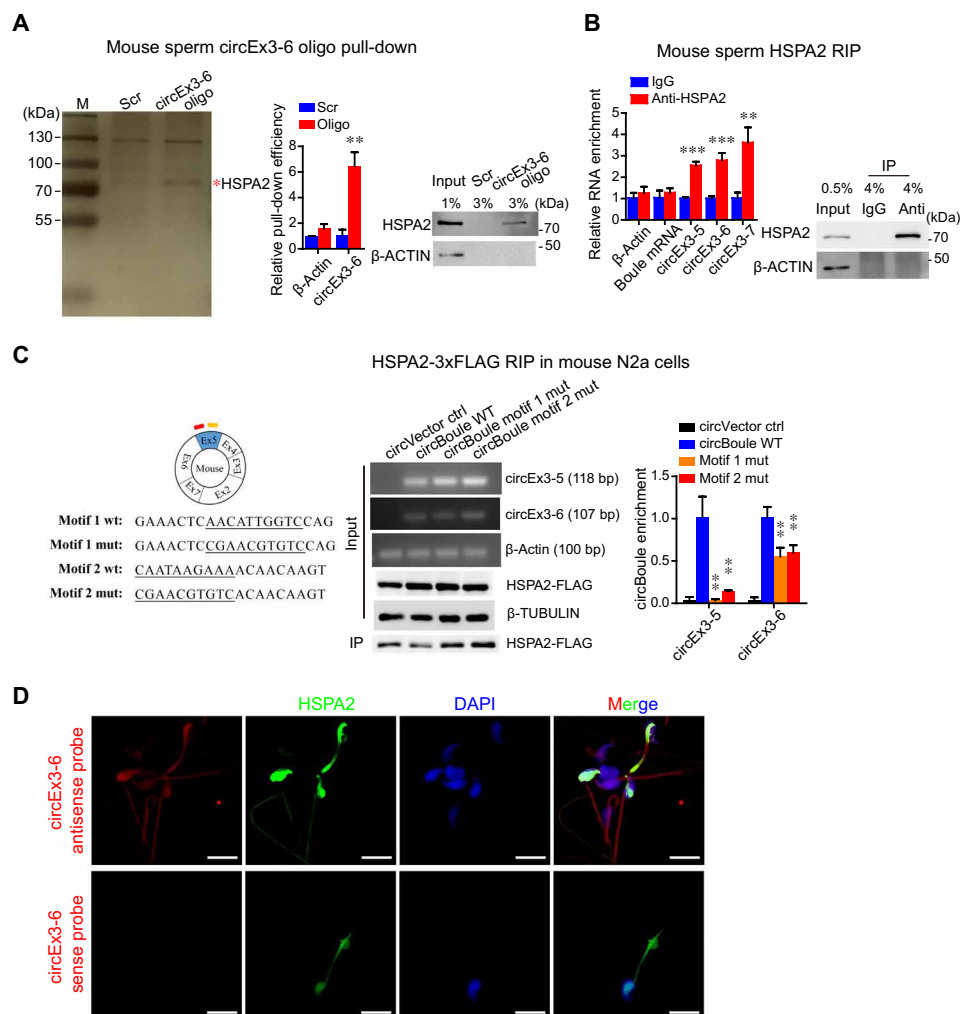 A
Mouse sperm circEx3-6 oligo pull-down
(kDa)
M
Scr
circEx3-6
oligo
130
100
70
55
*HSPA2
Scr
Oligo
Relative pull-down efficiency
8
6
4
2
0
**
β-Actin
circEx3-6
Input
Scr
circEx3-6
oligo
1%
3%
3%
(kDa)
HSPA2
-70
-50
β-ACTIN
B
Mouse sperm HSPA2 RIP
IgG
Anti-HSPA2
Relative RNA enrichment
5
4
3
2
1
0
***
***
**
β-Actin
Boule mRNA
circEx3-5
circEx3-6
circEx3-7
IP
0.5%
4%
4%
Input
IgG
Anti
(kDa)
HSPA2
-70
-50
β-ACTIN
C
HSPA2-3xFLAG RIP in mouse N2a cells
Ex5
Ex4
Ex3
Ex2
Ex7
Ex6
Mouse
Motif 1 wt: GAAACTCAACATTGGTCCAG
Motif 1 mut: GAAACTCCGAACGTGTCCAG
Motif 2 wt: CAATAAGAAAACAACAAGT
Motif 2 mut: CGAACGTGTCACAACAAGT
circVector ctrl
circBoule WT
circBoule motif 1 mut
circBoule motif 2 mut
Input
circEx3-5 (118 bp)
circEx3-6 (107 bp)
β-Actin (100 bp)
HSPA2-FLAG
β-TUBULIN
IP
HSPA2-FLAG
circVector ctrl
circBoule WT
Motif 1 mut
Motif 2 mut
circBoule enrichment
1.5
1.0
0.5
0.0
**
**
**
**
circEx3-5
circEx3-6
D
HSPA2
DAPI
Merge
circEx3-6
antisense probe
circEx3-6
sense probe